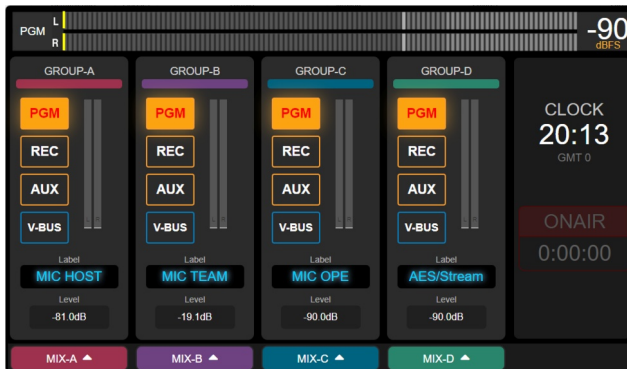 PGM L R -90
dBFS
GROUP-A GROUP-B GROUP-C GROUP-D
PGM PGM PGM PGM
CLOCK
20:13
GMT 0
REC REC REC REC
AUX AUX AUX AUX
V-BUS V-BUS V-BUS V-BUS
L R L R L R L R
ONAIR
0:00:00
Label Label Label Label
MIC HOST MIC TEAM MIC OPE AES/Stream
Level Level Level Level
-81.0dB -19.1dB -90.0dB -90.0dB
MIX-A MIX-B MIX-C MIX-D